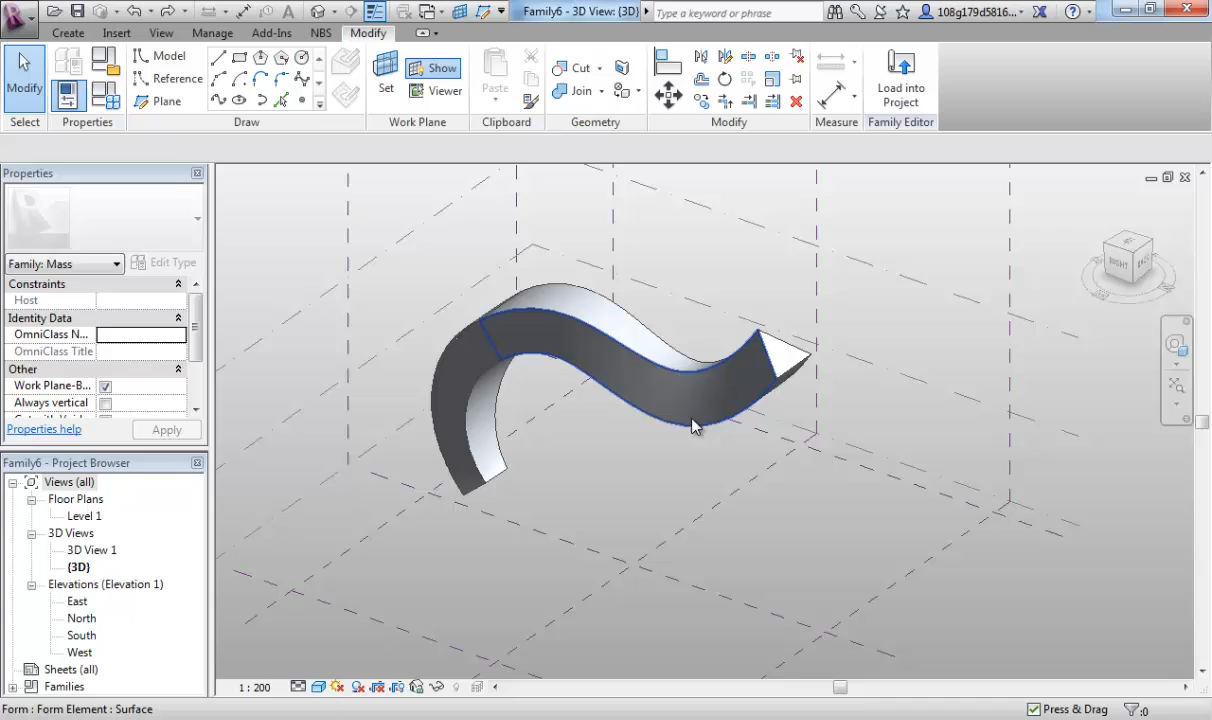 Family6 - 3D View: {3D}
Type a keyword or phrase
108g179d5816...
Create Insert View Manage Add-Ins NBS Modify
Modify
Select
Properties
Model
Reference
Plane
Draw
Set
Show
Viewer
Work Plane
Paste
Clipboard
Cut
Join
Geometry
Modify
Measure
Load into
Project
Family Editor
Properties
Family: Mass
Edit Type
Constraints
Host
Identity Data
OmniClass N...
OmniClass Title
Other
Work Plane-B...
Always vertical
Properties help
Apply
Family6 - Project Browser
Views (all)
Floor Plans
Level 1
3D Views
3D View 1
{3D}
Elevations (Elevation 1)
East
North
South
West
Sheets (all)
Families
RIGHT
1 : 200
Form : Form Element : Surface
Press & Drag
:0